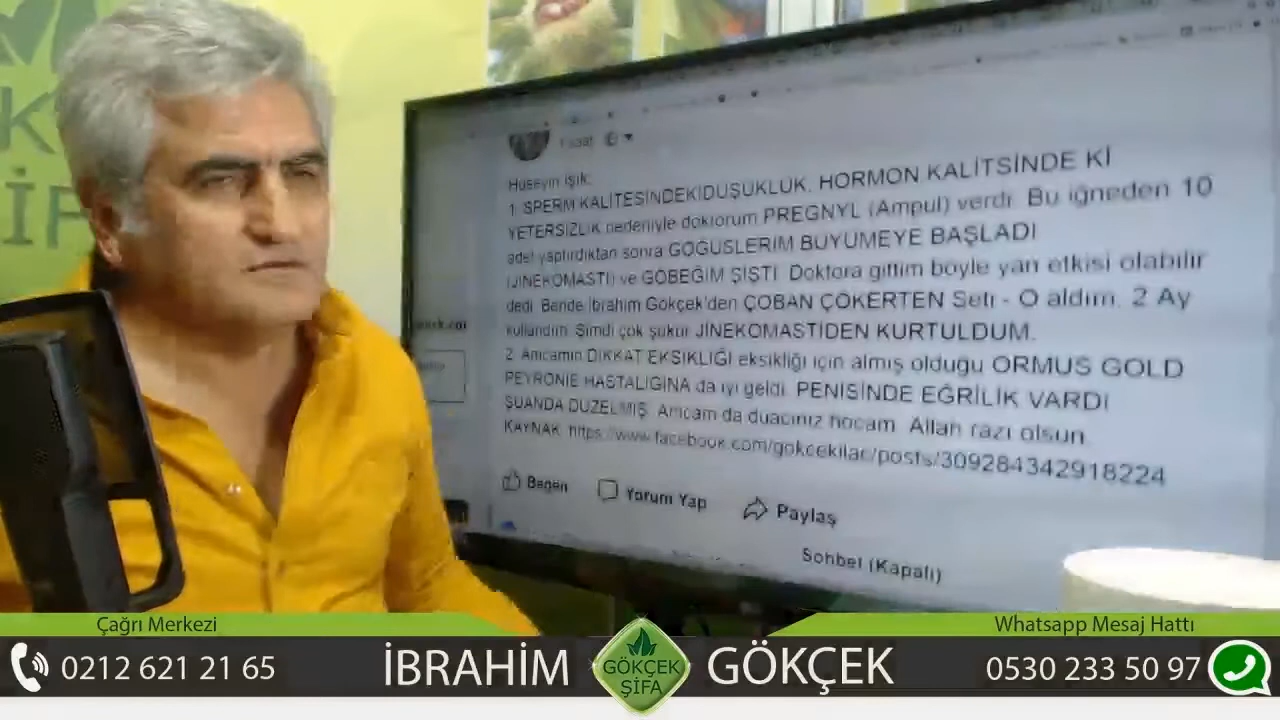 1 saat
Hüseyin Işık:
1. SPERM KALİTESİNDEKİDÜŞÜKLÜK, HORMON KALİTSİNDE Kİ
YETERSİZLİK nedeniyle doktorum PREGNYL (Ampul) verdi. Bu iğneden 10
adet yaptırdıktan sonra GÖĞÜSLERİM BÜYÜMEYE BAŞLADI
(JİNEKOMASTİ) ve GÖBEĞİM ŞİŞTİ. Doktora gittim böyle yan etkisi olabilir
dedi. Bende İbrahim Gökçek'den ÇOBAN ÇÖKERTEN Seti - O aldım. 2 Ay
kullandım. Şimdi çok şükür JİNEKOMASTİDEN KURTULDUM.
2. Amcamın DİKKAT EKSİKLİĞİ eksikliği için almış olduğu ORMUS GOLD
PEYRONİE HASTALIĞINA da iyi geldi. PENİSİNDE EĞRİLİK VARDI
ŞUANDA DÜZELMİŞ. Amcam da duacınız hocam. Allah razı olsun.
KAYNAK: https://www.facebook.com/gokcekilac/posts/309284342918224
Beğen Yorum Yap Paylaş
Sohbet (Kapalı)
ŞİF
Çağrı Merkezi
0212 621 21 65
İBRAHİM
GÖKÇEK
ŞİFA
GÖKÇEK
Whatsapp Mesaj Hattı
0530 233 50 97